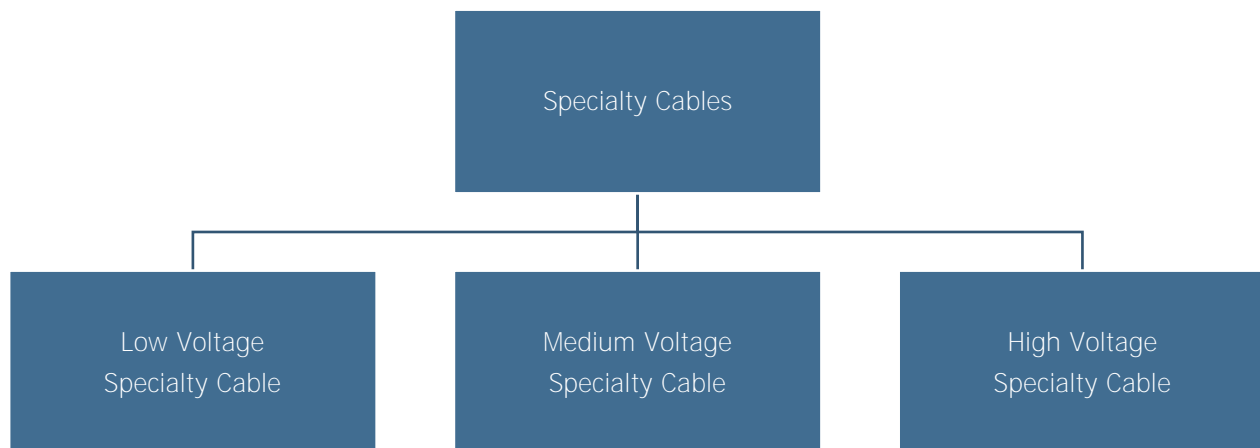 Specialty Cables
Low Voltage
Specialty Cable
Medium Voltage
Specialty Cable
High Voltage
Specialty Cable